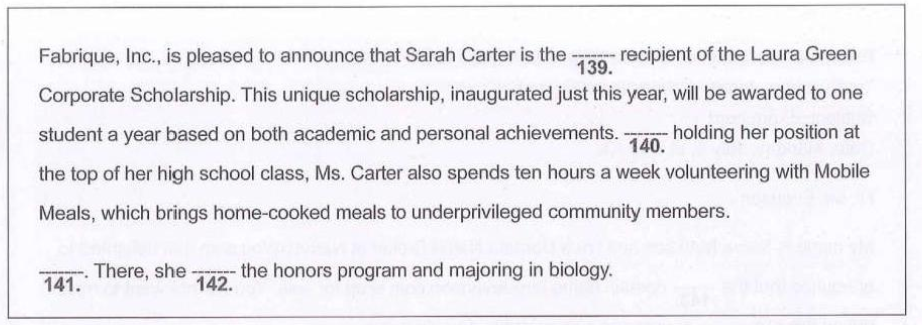 Fabrique, Inc., is pleased to announce that Sarah Carter is the ------- recipient of the Laura Green
139.
Corporate Scholarship. This unique scholarship, inaugurated just this year, will be awarded to one
student a year based on both academic and personal achievements. ------- holding her position at
140.
the top of her high school class, Ms. Carter also spends ten hours a week volunteering with Mobile
Meals, which brings home-cooked meals to underprivileged community members.
-------. There, she ------- the honors program and majoring in biology.
141. 142.